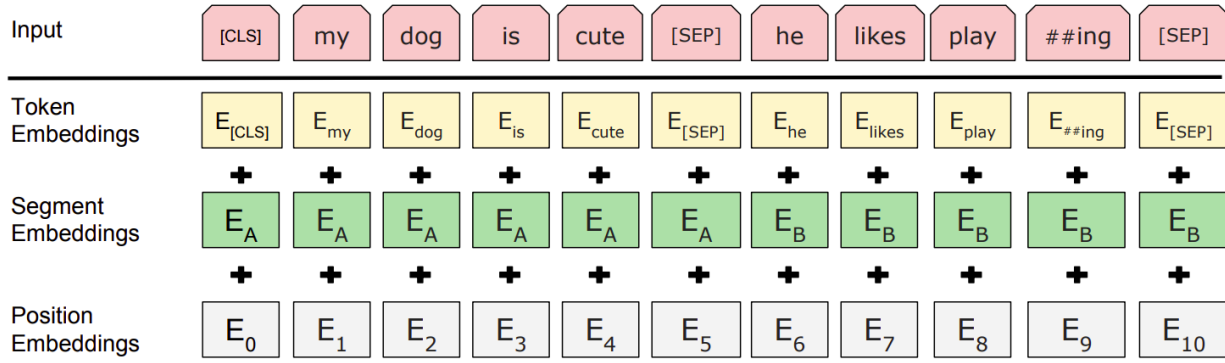 Input [CLS] my dog is cute [SEP] he likes play ##ing [SEP]
Token Embeddings E[CLS] Emy Edog Eis Ecute E[SEP] Ehe Elikes Eplay E##ing E[SEP]
+ + + + + + + + + + +
Segment Embeddings EA EA EA EA EA EA EB EB EB EB EB
+ + + + + + + + + + +
Position Embeddings E0 E1 E2 E3 E4 E5 E6 E7 E8 E9 E10